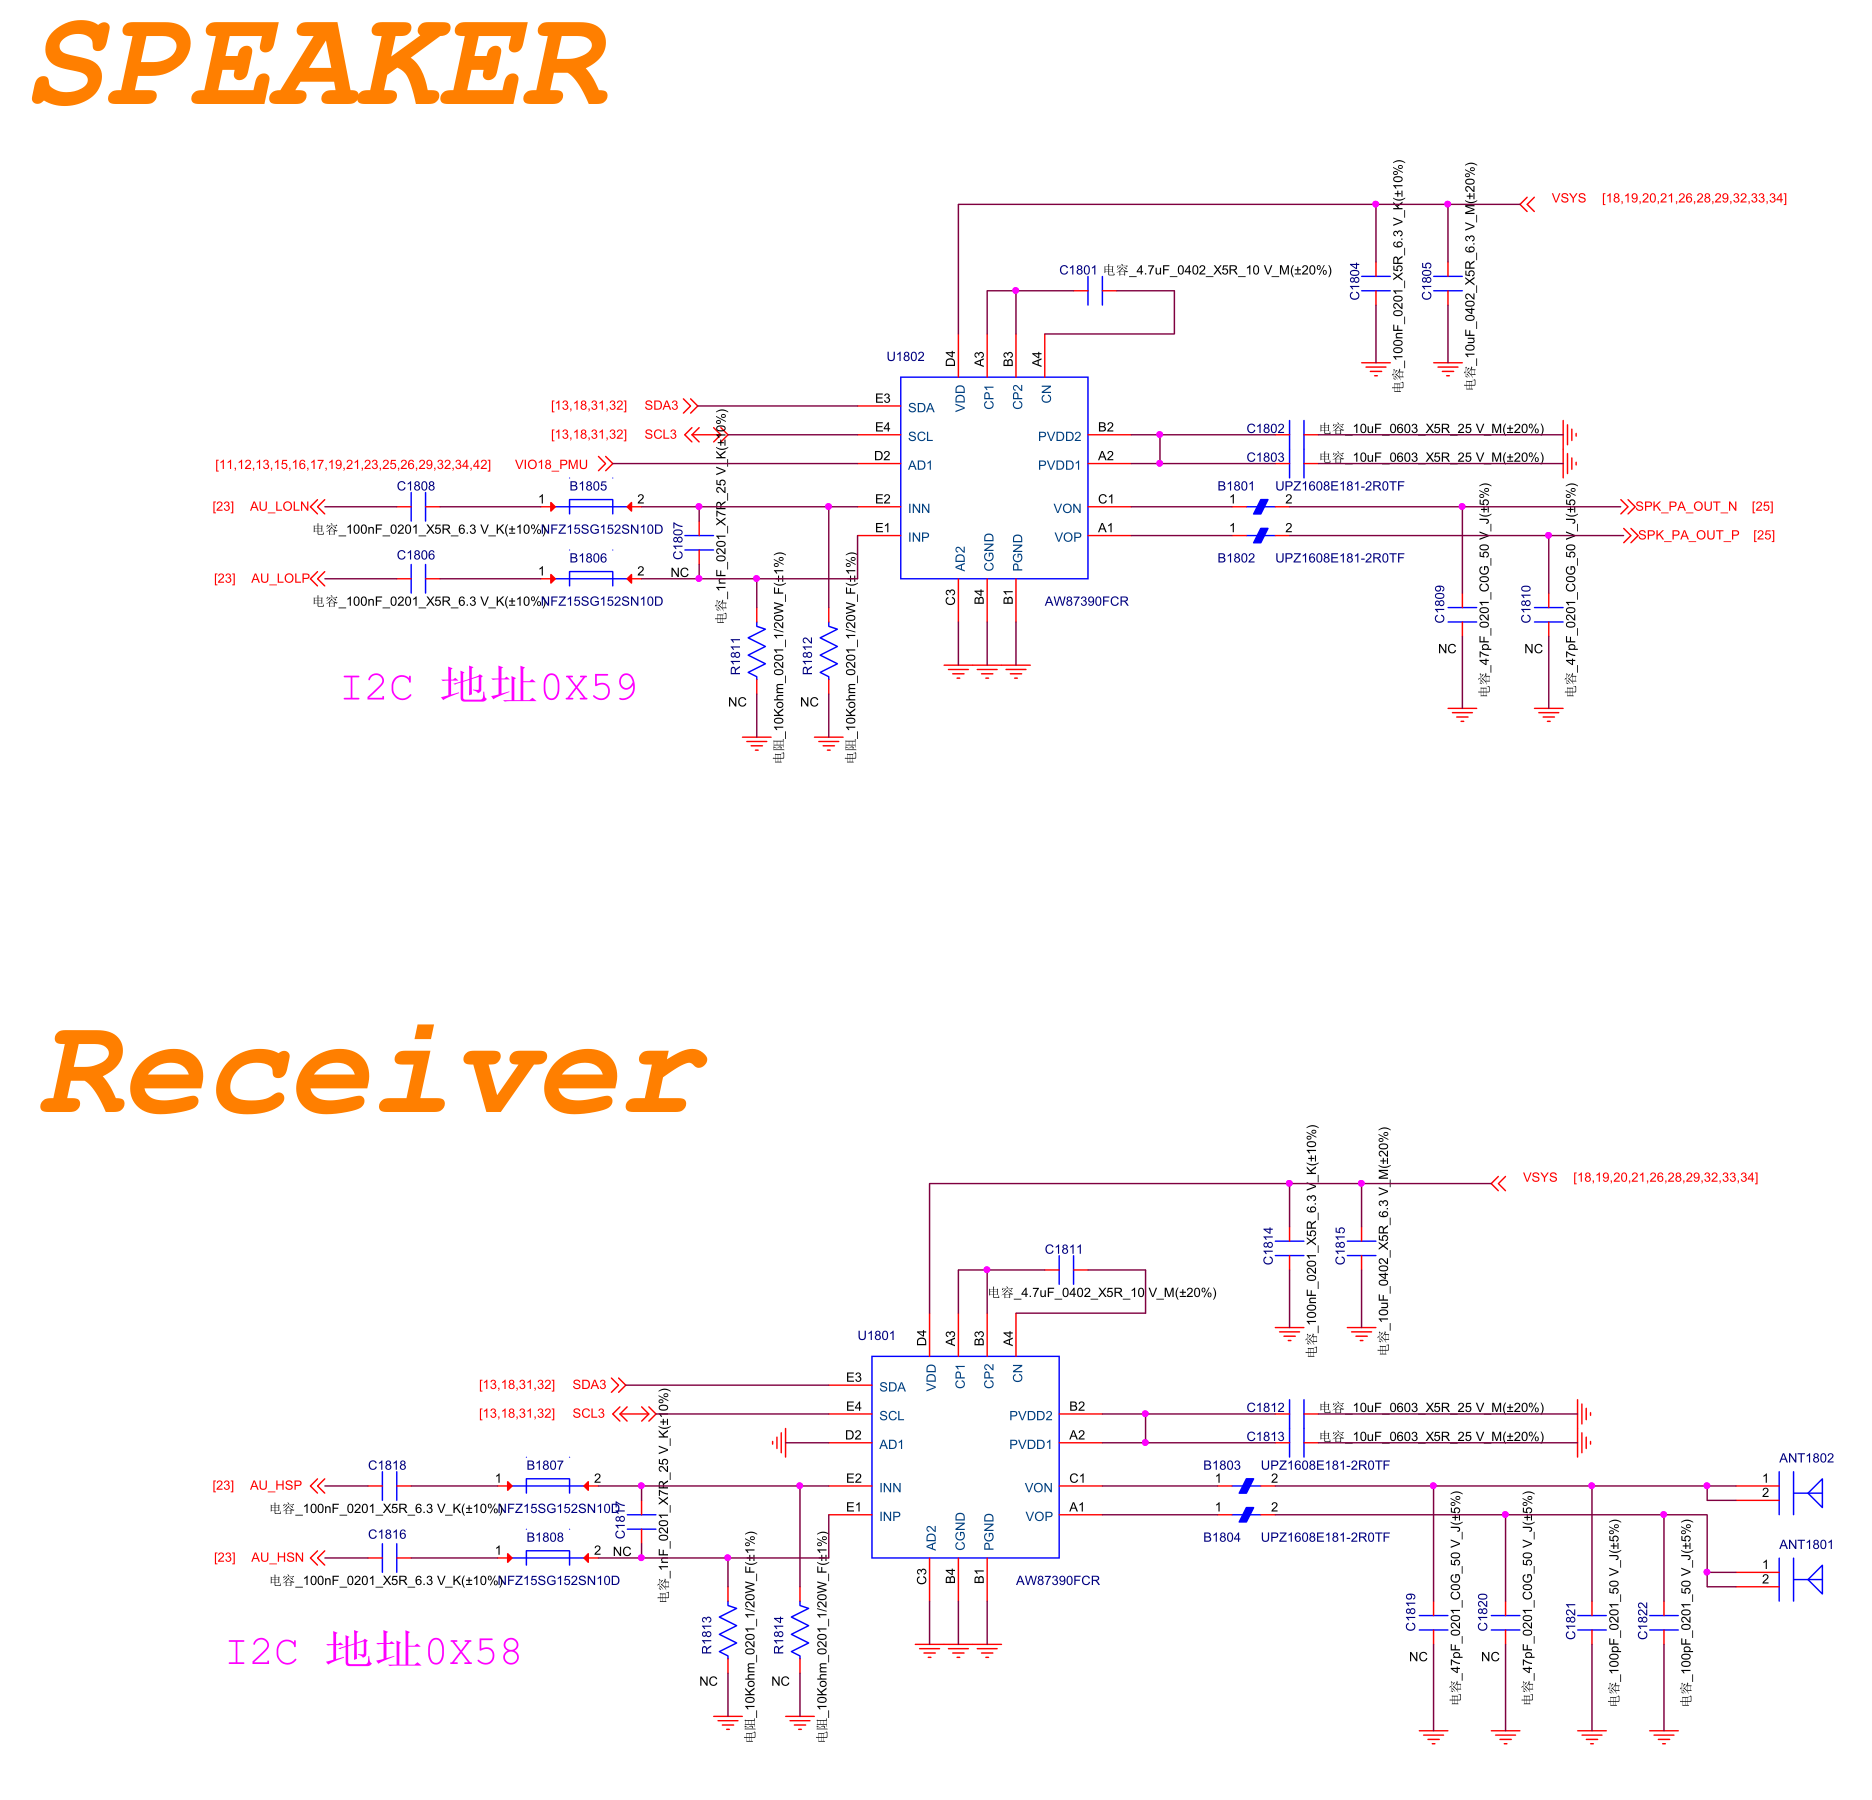 SPEAKER
VSYS [18,19,20,21,26,28,29,32,33,34]
C1804
电容_100nF_0201_X5R_6.3 V_K(±10%)
C1805
电容_10uF_0402_X5R_6.3 V_M(±20%)
C1801 电容_4.7uF_0402_X5R_10 V_M(±20%)
U1802
D4 A3 B3 A4
VDD CP1 CP2 CN
[13,18,31,32] SDA3 E3 SDA
[13,18,31,32] SCL3 E4 SCL
[11,12,13,15,16,17,19,21,23,25,26,29,32,34,42] VIO18_PMU D2 AD1
PVDD2 B2 C1802 电容_10uF_0603_X5R_25 V_M(±20%)
PVDD1 A2 C1803 电容_10uF_0603_X5R_25 V_M(±20%)
C1808 B1805
[23] AU_LOLN 1 2 E2 INN
电容_100nF_0201_X5R_6.3 V_K(±10%) NFZ15SG152SN10D
C1807
电容_1nF_0201_X7R_25 V_K(±10%)
NC
E1 INP
C1806 B1806
[23] AU_LOLP 1 2
电容_100nF_0201_X5R_6.3 V_K(±10%) NFZ15SG152SN10D
B1801 UPZ1608E181-2R0TF
VON C1 1 2 SPK_PA_OUT_N [25]
VOP A1 1 2 SPK_PA_OUT_P [25]
B1802 UPZ1608E181-2R0TF
AD2 CGND PGND
C3 B4 B1
AW87390FCR
R1811
NC
电阻_10Kohm_0201_1/20W_F(±1%)
R1812
NC
电阻_10Kohm_0201_1/20W_F(±1%)
C1809
NC
电容_47pF_0201_C0G_50 V_J(±5%)
C1810
NC
电容_47pF_0201_C0G_50 V_J(±5%)
I2C 地址0X59
Receiver
VSYS [18,19,20,21,26,28,29,32,33,34]
C1814
电容_100nF_0201_X5R_6.3 V_K(±10%)
C1815
电容_10uF_0402_X5R_6.3 V_M(±20%)
C1811
电容_4.7uF_0402_X5R_10 V_M(±20%)
U1801
D4 A3 B3 A4
VDD CP1 CP2 CN
[13,18,31,32] SDA3 E3 SDA
[13,18,31,32] SCL3 E4 SCL
D2 AD1
PVDD2 B2 C1812 电容_10uF_0603_X5R_25 V_M(±20%)
PVDD1 A2 C1813 电容_10uF_0603_X5R_25 V_M(±20%)
C1818 B1807
[23] AU_HSP 1 2 E2 INN
电容_100nF_0201_X5R_6.3 V_K(±10%) NFZ15SG152SN10D
C1817
电容_1nF_0201_X7R_25 V_K(±10%)
NC
E1 INP
C1816 B1808
[23] AU_HSN 1 2
电容_100nF_0201_X5R_6.3 V_K(±10%) NFZ15SG152SN10D
B1803 UPZ1608E181-2R0TF
VON C1 1 2
VOP A1 1 2
B1804 UPZ1608E181-2R0TF
ANT1802
1
2
ANT1801
1
2
AD2 CGND PGND
C3 B4 B1
AW87390FCR
R1813
NC
电阻_10Kohm_0201_1/20W_F(±1%)
R1814
NC
电阻_10Kohm_0201_1/20W_F(±1%)
C1819
NC
电容_47pF_0201_C0G_50 V_J(±5%)
C1820
NC
电容_47pF_0201_C0G_50 V_J(±5%)
C1821
电容_100pF_0201_50 V_J(±5%)
C1822
电容_100pF_0201_50 V_J(±5%)
I2C 地址0X58